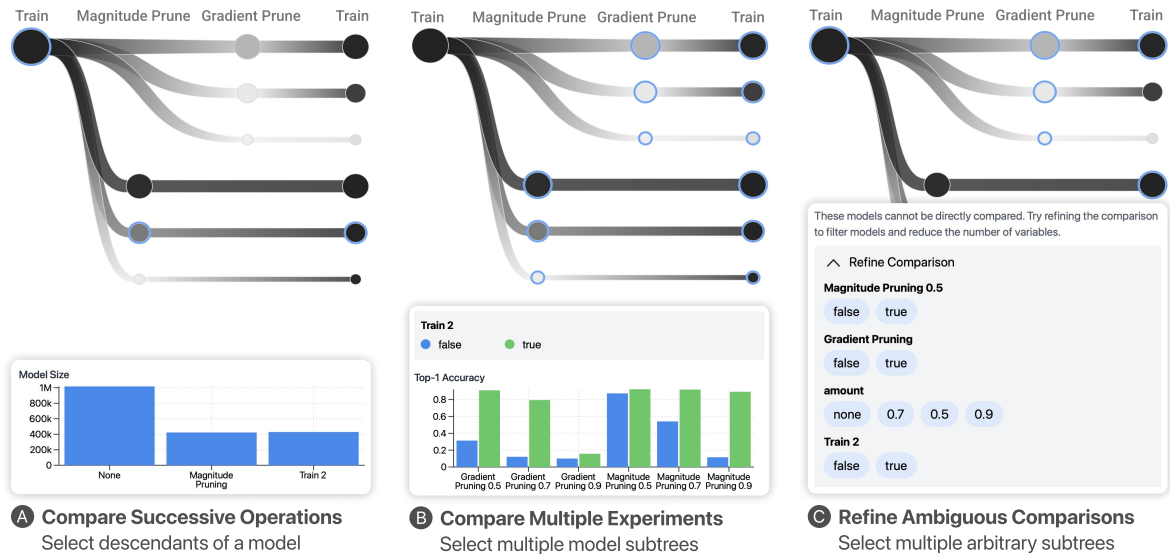 Train Magnitude Prune Gradient Prune Train
Model Size
1M
800k
600k
400k
200k
0
None
Magnitude
Pruning
Train 2
A Compare Successive Operations
Select descendants of a model
Train Magnitude Prune Gradient Prune Train
Train 2
false true
Top-1 Accuracy
0.8
0.6
0.4
0.2
0
Gradient
Pruning 0.5
Gradient
Pruning 0.7
Gradient
Pruning 0.9
Magnitude
Pruning 0.5
Magnitude
Pruning 0.7
Magnitude
Pruning 0.9
B Compare Multiple Experiments
Select multiple model subtrees
Train Magnitude Prune Gradient Prune Train
These models cannot be directly compared. Try refining the comparison
to filter models and reduce the number of variables.
Refine Comparison
Magnitude Pruning 0.5
false true
Gradient Pruning
false true
amount
none 0.7 0.5 0.9
Train 2
false true
C Refine Ambiguous Comparisons
Select multiple arbitrary subtrees